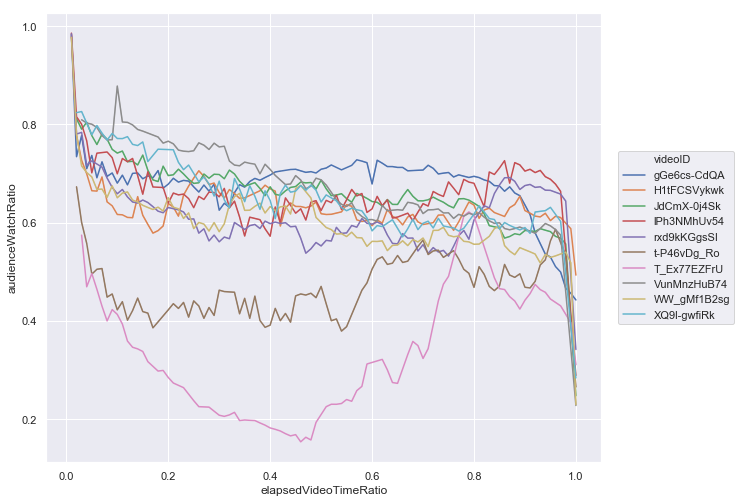 1.0
0.8
0.6
0.4
0.2
audienceWatchRatio
0.0 0.2 0.4 0.6 0.8 1.0
elapsedVideoTimeRatio
videoID
gGe6cs-CdQA
H1tFCSVykwk
JdCmX-0j4Sk
lPh3NMhUv54
rxd9kKGgsSI
t-P46vDg_Ro
T_Ex77EZFrU
VunMnzHuB74
WW_gMf1B2sg
XQ9l-gwfiRk